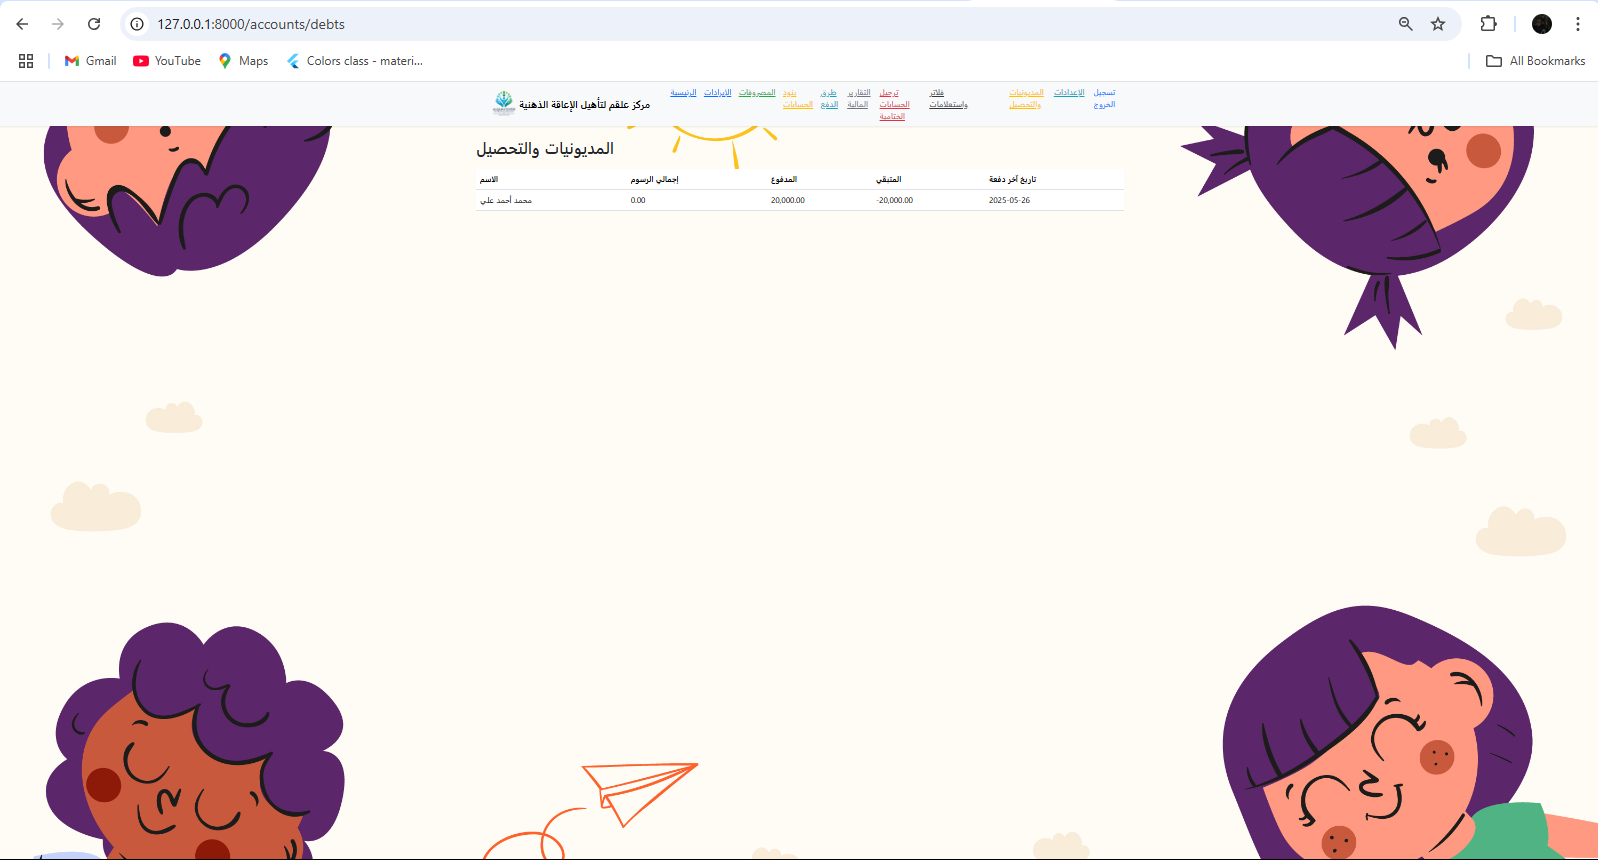 127.0.0.1:8000/accounts/debts
Gmail
YouTube
Maps
Colors class - materi...
All Bookmarks
مركز علقم لتأهيل الإعاقة الذهنية
الرئيسية
الإيرادات
المصروفات
بنود الحسابات
طرق الدفع
التقارير المالية
ترحيل الحسابات الختامية
فلاتر واستعلامات
المديونيات والتحصيل
الإعدادات
تسجيل الخروج
المديونيات والتحصيل
الاسم إجمالي الرسوم المدفوع المتبقي تاريخ آخر دفعة
محمد أحمد علي 0.00 20,000.00 -20,000.00 2025-05-26